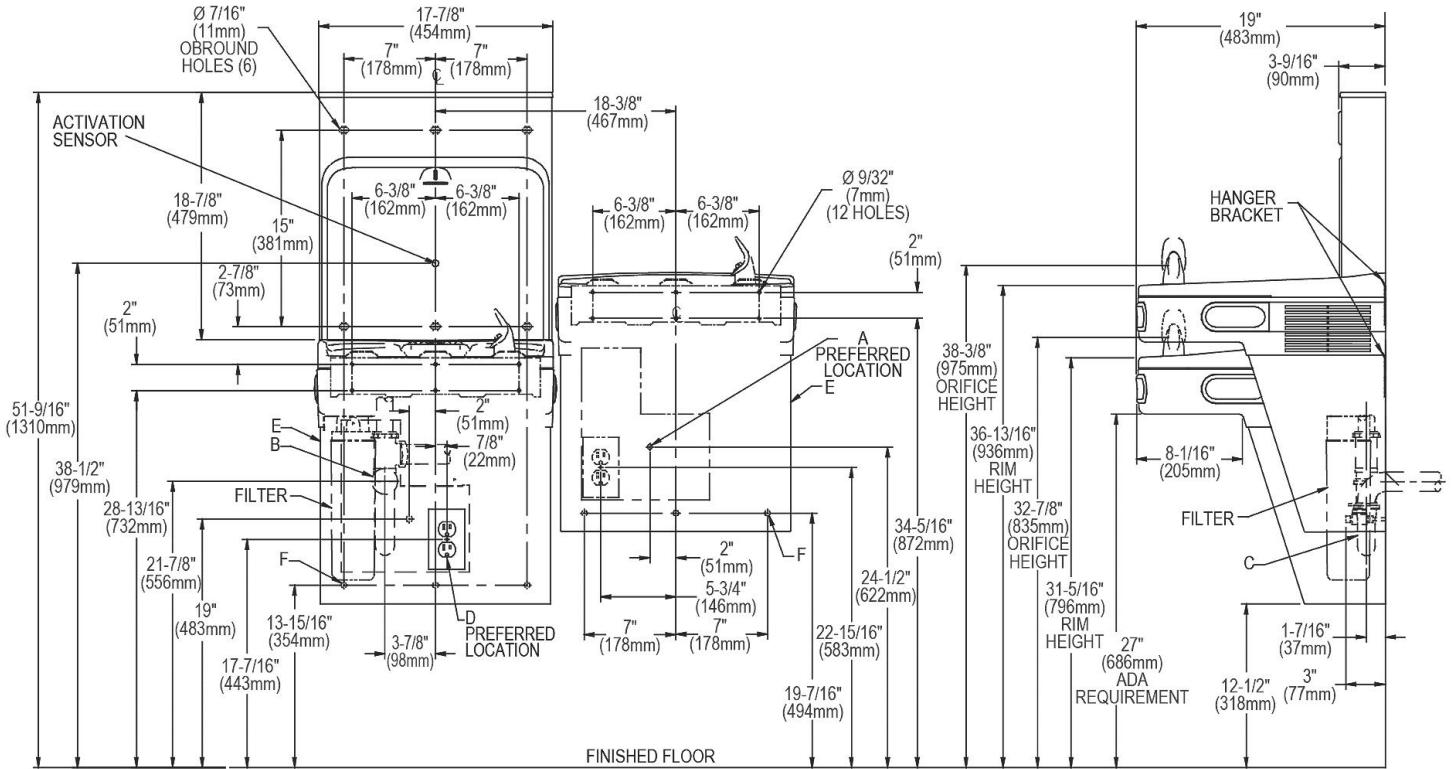 Ø 7/16"
(11mm)
OBROUND
HOLES (6)
17-7/8"
(454mm)
7"
(178mm)
7"
(178mm)
℄
18-3/8"
(467mm)
ACTIVATION
SENSOR
18-7/8"
(479mm)
15"
(381mm)
2-7/8"
(73mm)
2"
(51mm)
6-3/8"
(162mm)
6-3/8"
(162mm)
6-3/8"
(162mm)
6-3/8"
(162mm)
Ø 9/32"
(7mm)
(12 HOLES)
2"
(51mm)
℄
A
PREFERRED
LOCATION
E
51-9/16"
(1310mm)
38-1/2"
(979mm)
28-13/16"
(732mm)
21-7/8"
(556mm)
19"
(483mm)
17-7/16"
(443mm)
13-15/16"
(354mm)
E
B
FILTER
F
2"
(51mm)
7/8"
(22mm)
3-7/8"
(98mm)
D
PREFERRED
LOCATION
F
2"
(51mm)
5-3/4"
(146mm)
7"
(178mm)
7"
(178mm)
34-5/16"
(872mm)
24-1/2"
(622mm)
22-15/16"
(583mm)
19-7/16"
(494mm)
FINISHED FLOOR
19"
(483mm)
3-9/16"
(90mm)
HANGER
BRACKET
38-3/8"
(975mm)
ORIFICE
HEIGHT
36-13/16"
(936mm)
RIM
HEIGHT
32-7/8"
(835mm)
ORIFICE
HEIGHT
31-5/16"
(796mm)
RIM
HEIGHT
27"
(686mm)
ADA
REQUIREMENT
8-1/16"
(205mm)
FILTER
C
1-7/16"
(37mm)
3"
(77mm)
12-1/2"
(318mm)